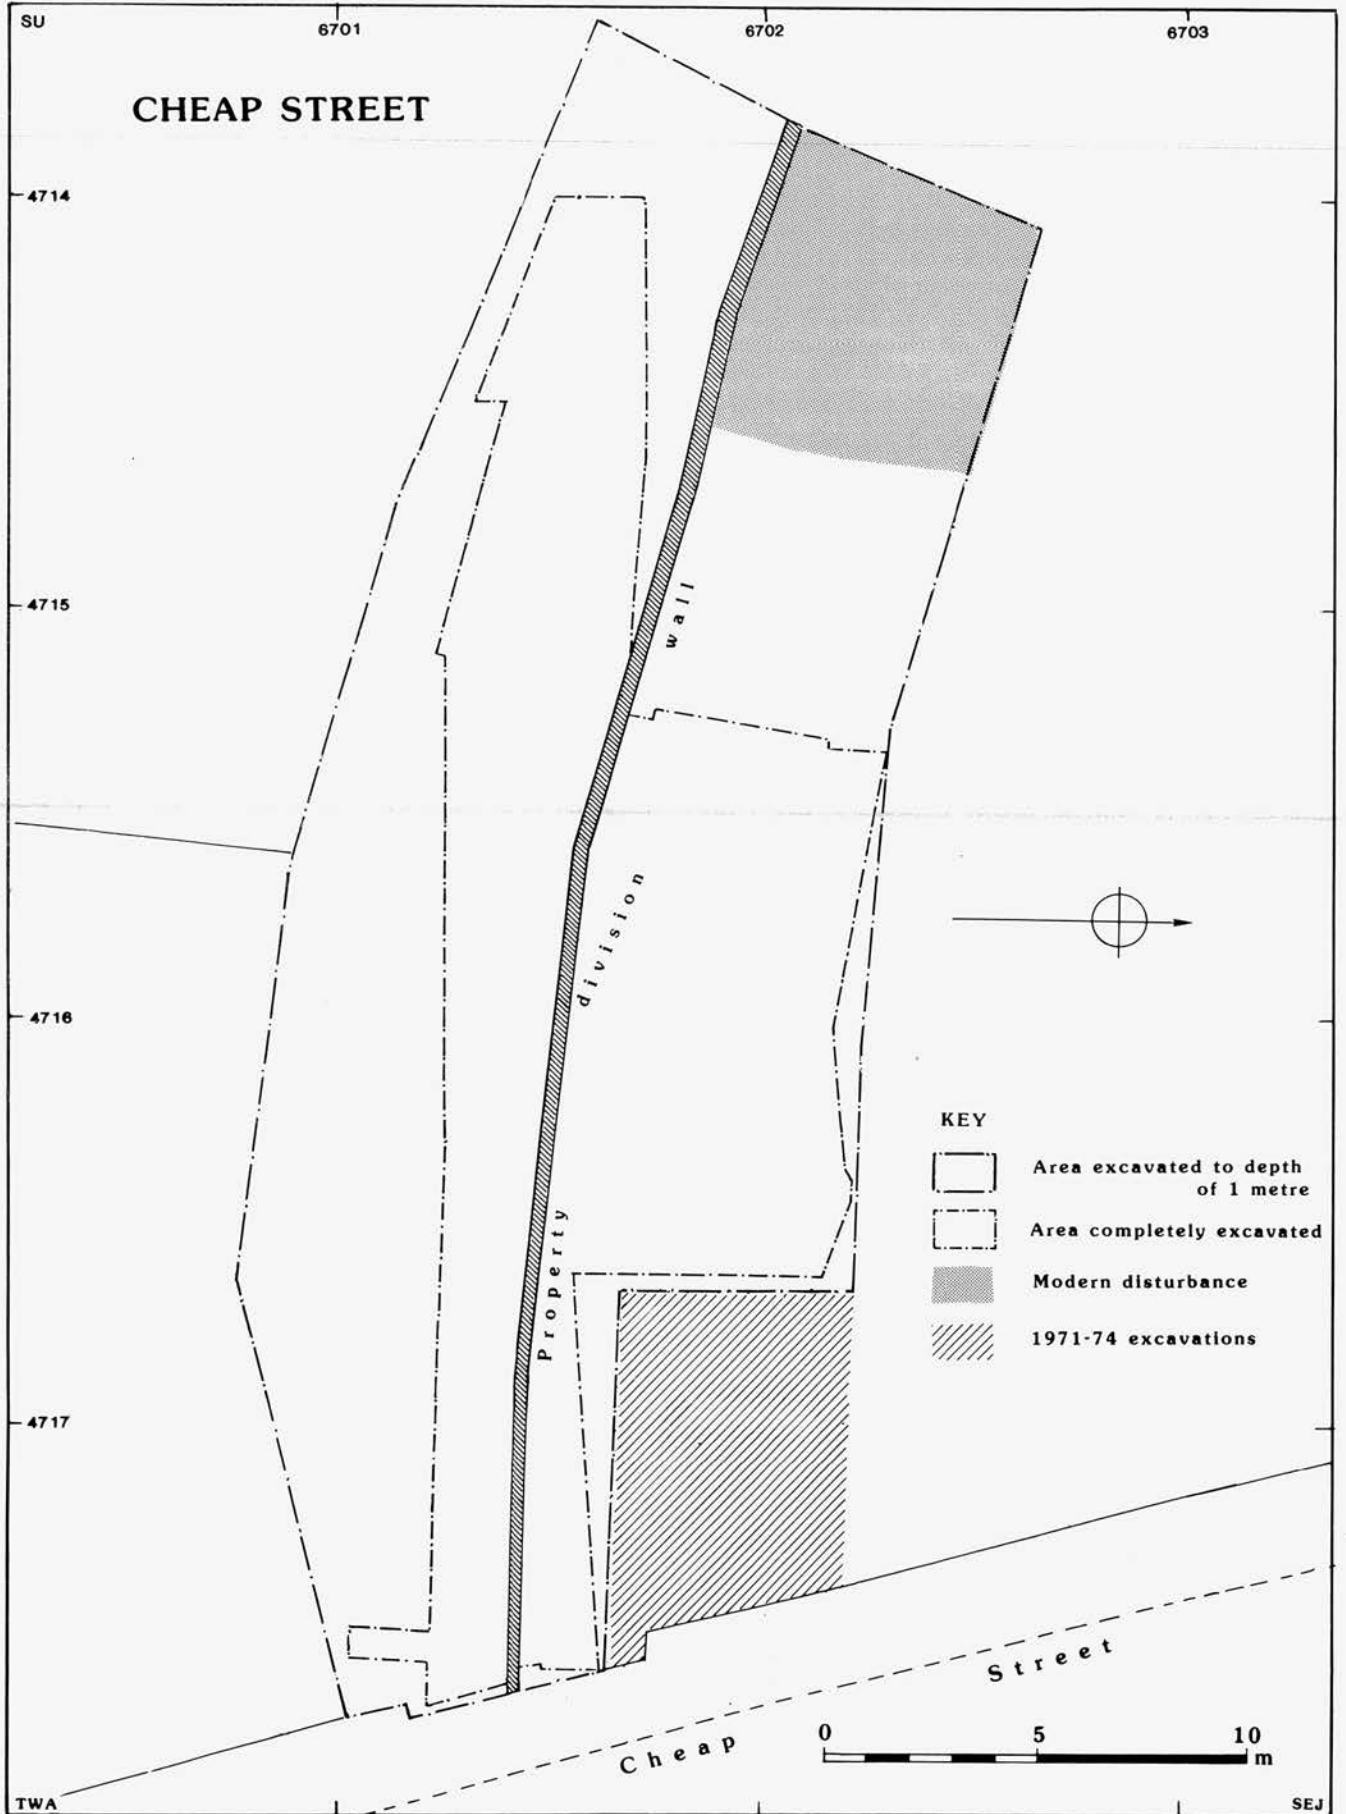 SU
6701
6702
6703
CHEAP STREET
4714
4715
4716
4717
Property division wall
KEY
Area excavated to depth
of 1 metre
Area completely excavated
Modern disturbance
1971-74 excavations
Cheap Street
0 5 10
m
TWA
SEJ